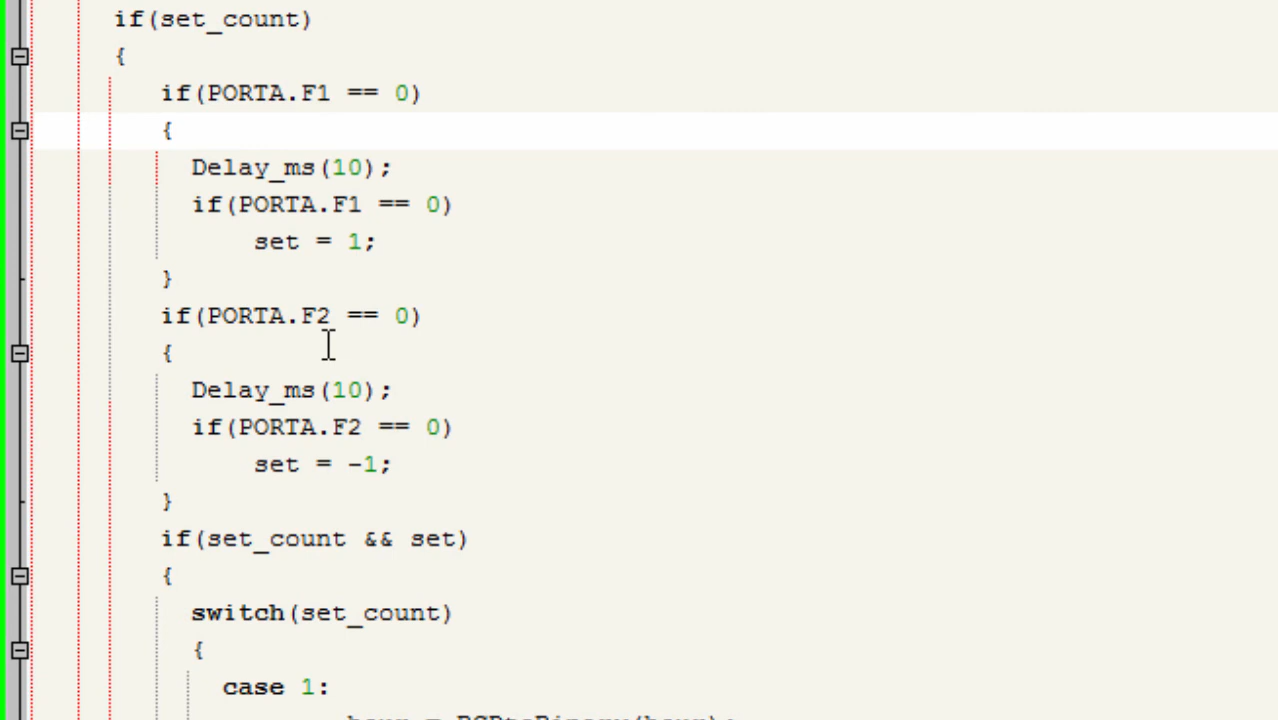 if(set_count)
{
if(PORTA.F1 == 0)
{
Delay_ms(10);
if(PORTA.F1 == 0)
set = 1;
}
if(PORTA.F2 == 0)
{
Delay_ms(10);
if(PORTA.F2 == 0)
set = -1;
}
if(set_count && set)
{
switch(set_count)
{
case 1: